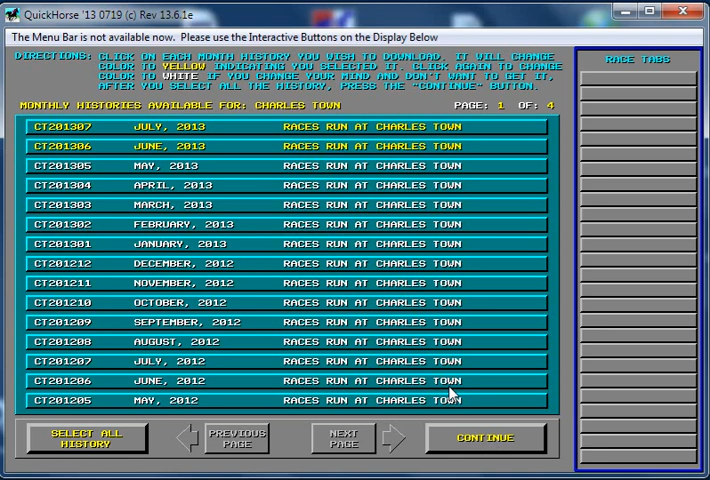 QuickHorse '13 0719 (c) Rev 13.6.1e
The Menu Bar is not available now. Please use the Interactive Buttons on the Display Below
DIRECTIONS: CLICK ON EACH MONTH HISTORY YOU WISH TO DOWNLOAD. IT WILL CHANGE
COLOR TO YELLOW INDICATING YOU SELECTED IT. CLICK AGAIN TO CHANGE
COLOR TO WHITE IF YOU CHANGE YOUR MIND AND DON'T WANT TO GET IT,
AFTER YOU SELECT ALL THE HISTORY, PRESS THE "CONTINUE" BUTTON.
RACE TABS
MONTHLY HISTORIES AVAILABLE FOR: CHARLES TOWN PAGE: 1 OF: 4
CT201307 JULY, 2013 RACES RUN AT CHARLES TOWN
CT201306 JUNE, 2013 RACES RUN AT CHARLES TOWN
CT201305 MAY, 2013 RACES RUN AT CHARLES TOWN
CT201304 APRIL, 2013 RACES RUN AT CHARLES TOWN
CT201303 MARCH, 2013 RACES RUN AT CHARLES TOWN
CT201302 FEBRUARY, 2013 RACES RUN AT CHARLES TOWN
CT201301 JANUARY, 2013 RACES RUN AT CHARLES TOWN
CT201212 DECEMBER, 2012 RACES RUN AT CHARLES TOWN
CT201211 NOVEMBER, 2012 RACES RUN AT CHARLES TOWN
CT201210 OCTOBER, 2012 RACES RUN AT CHARLES TOWN
CT201209 SEPTEMBER, 2012 RACES RUN AT CHARLES TOWN
CT201208 AUGUST, 2012 RACES RUN AT CHARLES TOWN
CT201207 JULY, 2012 RACES RUN AT CHARLES TOWN
CT201206 JUNE, 2012 RACES RUN AT CHARLES TOWN
CT201205 MAY, 2012 RACES RUN AT CHARLES TOWN
SELECT ALL
HISTORY
PREVIOUS
PAGE
NEXT
PAGE
CONTINUE